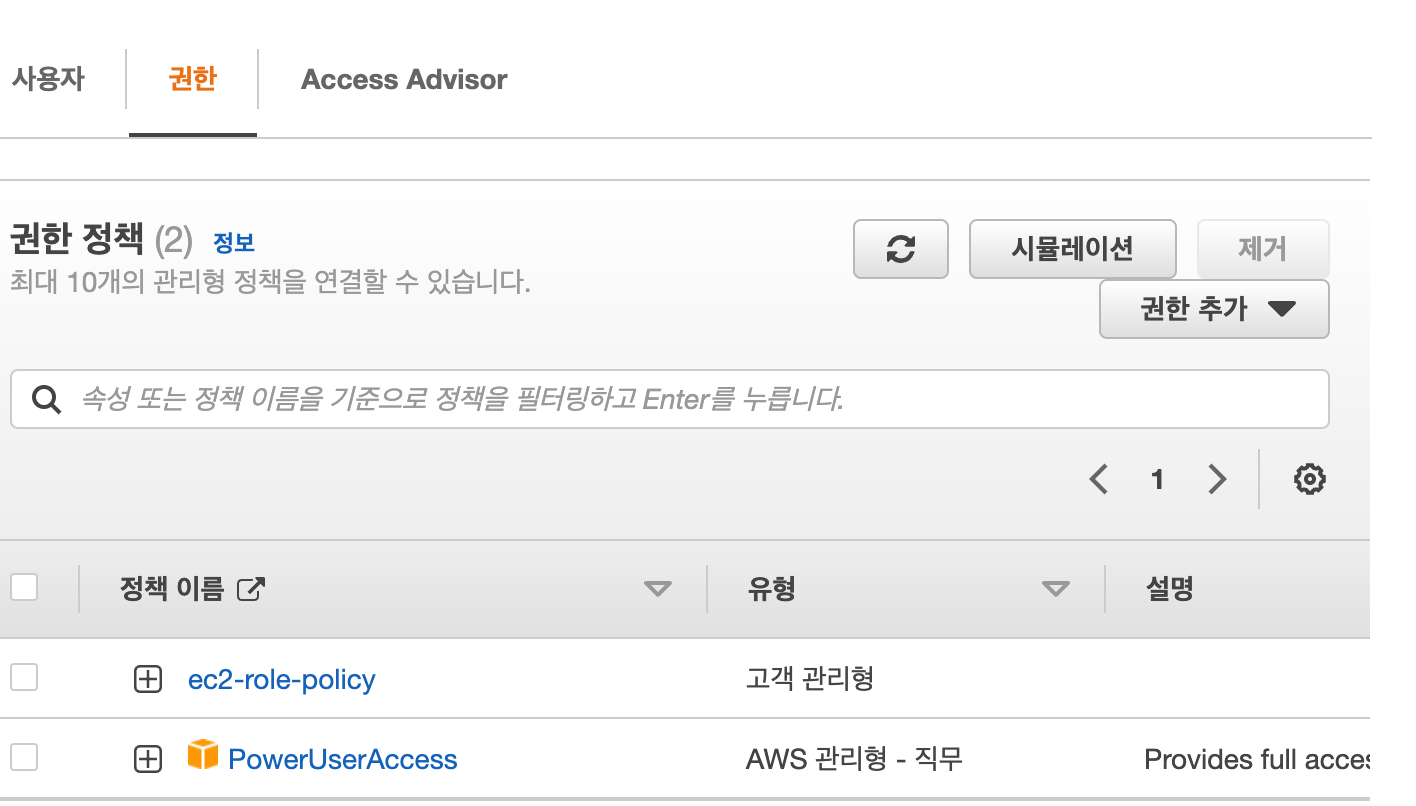 사용자 권한 Access Advisor
권한 정책 (2) 정보
최대 10개의 관리형 정책을 연결할 수 있습니다.
시뮬레이션 제거
권한 추가
속성 또는 정책 이름을 기준으로 정책을 필터링하고 Enter를 누릅니다.
1
정책 이름 유형 설명
ec2-role-policy 고객 관리형
PowerUserAccess AWS 관리형 - 직무 Provides full